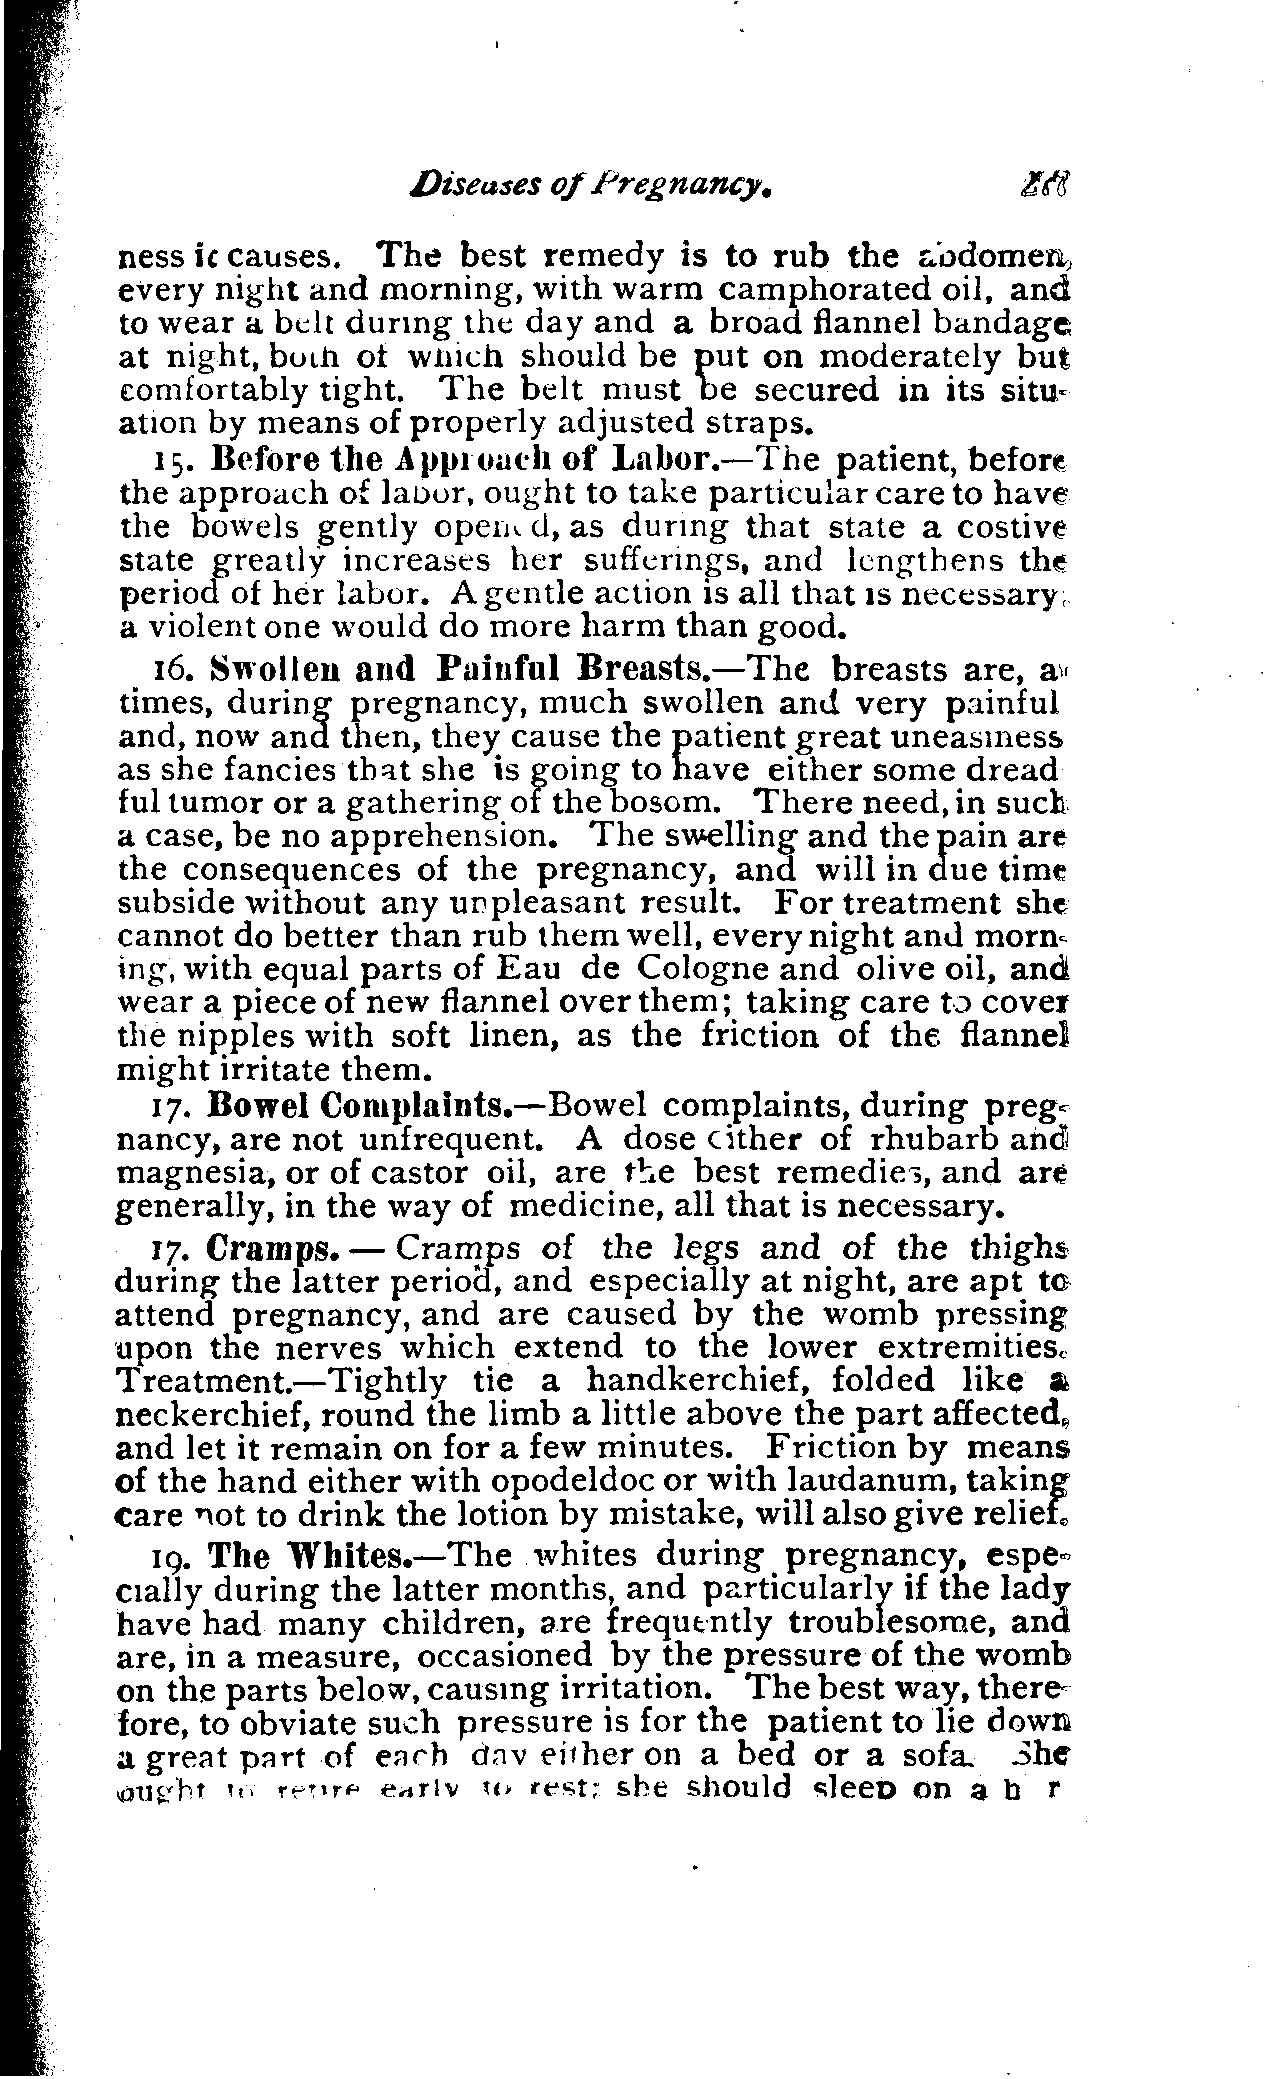 Diseases of Pregnancy.
ness it causes. The best remedy is to rub the abdomen,
every night and morning, with warm camphorated oil, and
to wear a belt during the day and a broad flannel bandage
at night, both of which should be put on moderately but
comfortably tight. The belt must be secured in its situ-
ation by means of properly adjusted straps.
15. Before the Approach of Labor.—The patient, before
the approach of labor, ought to take particular care to have
the bowels gently opened, as during that state a costive
state greatly increases her sufferings, and lengthens the
period of her labor. A gentle action is all that is necessary;
a violent one would do more harm than good.
16. Swollen and Painful Breasts.—The breasts are, at
times, during pregnancy, much swollen and very painful
and, now and then, they cause the patient great uneasiness
as she fancies that she is going to have either some dread
ful tumor or a gathering of the bosom. There need, in such
a case, be no apprehension. The swelling and the pain are
the consequences of the pregnancy, and will in due time
subside without any unpleasant result. For treatment she
cannot do better than rub them well, every night and morn-
ing, with equal parts of Eau de Cologne and olive oil, and
wear a piece of new flannel over them; taking care to cover
the nipples with soft linen, as the friction of the flannel
might irritate them.
17. Bowel Complaints.—Bowel complaints, during preg-
nancy, are not unfrequent. A dose either of rhubarb and
magnesia, or of castor oil, are the best remedies, and are
generally, in the way of medicine, all that is necessary.
17. Cramps. — Cramps of the legs and of the thighs
during the latter period, and especially at night, are apt to
attend pregnancy, and are caused by the womb pressing
upon the nerves which extend to the lower extremities.
Treatment.—Tightly tie a handkerchief, folded like a
neckerchief, round the limb a little above the part affected,
and let it remain on for a few minutes. Friction by means
of the hand either with opodeldoc or with laudanum, taking
care not to drink the lotion by mistake, will also give relief.
19. The Whites.—The whites during pregnancy, espe-
cially during the latter months, and particularly if the lady
have had many children, are frequently troublesome, and
are, in a measure, occasioned by the pressure of the womb
on the parts below, causing irritation. The best way, there-
fore, to obviate such pressure is for the patient to lie down
a great part of each day either on a bed or a sofa. She
ought to retire early to rest; she should sleep on a